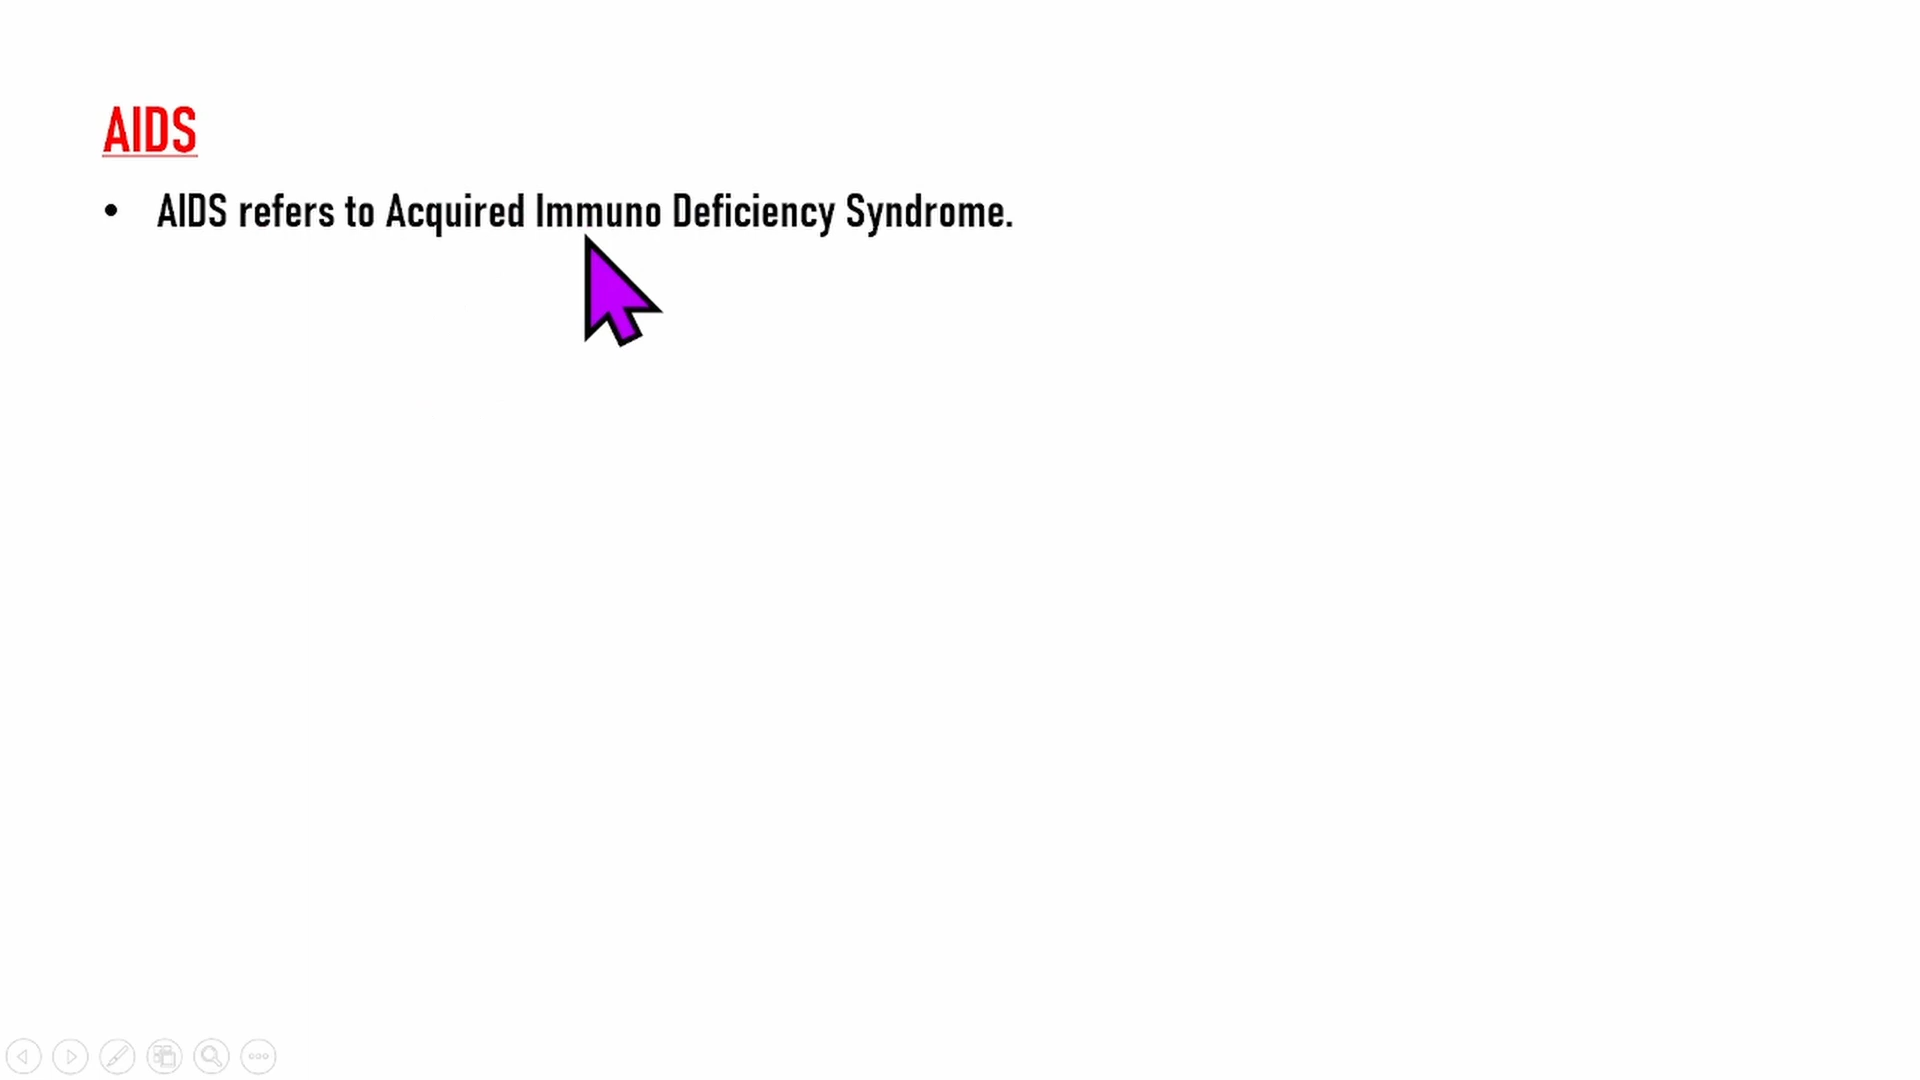 AIDS
• AIDS refers to Acquired Immuno Deficiency Syndrome.